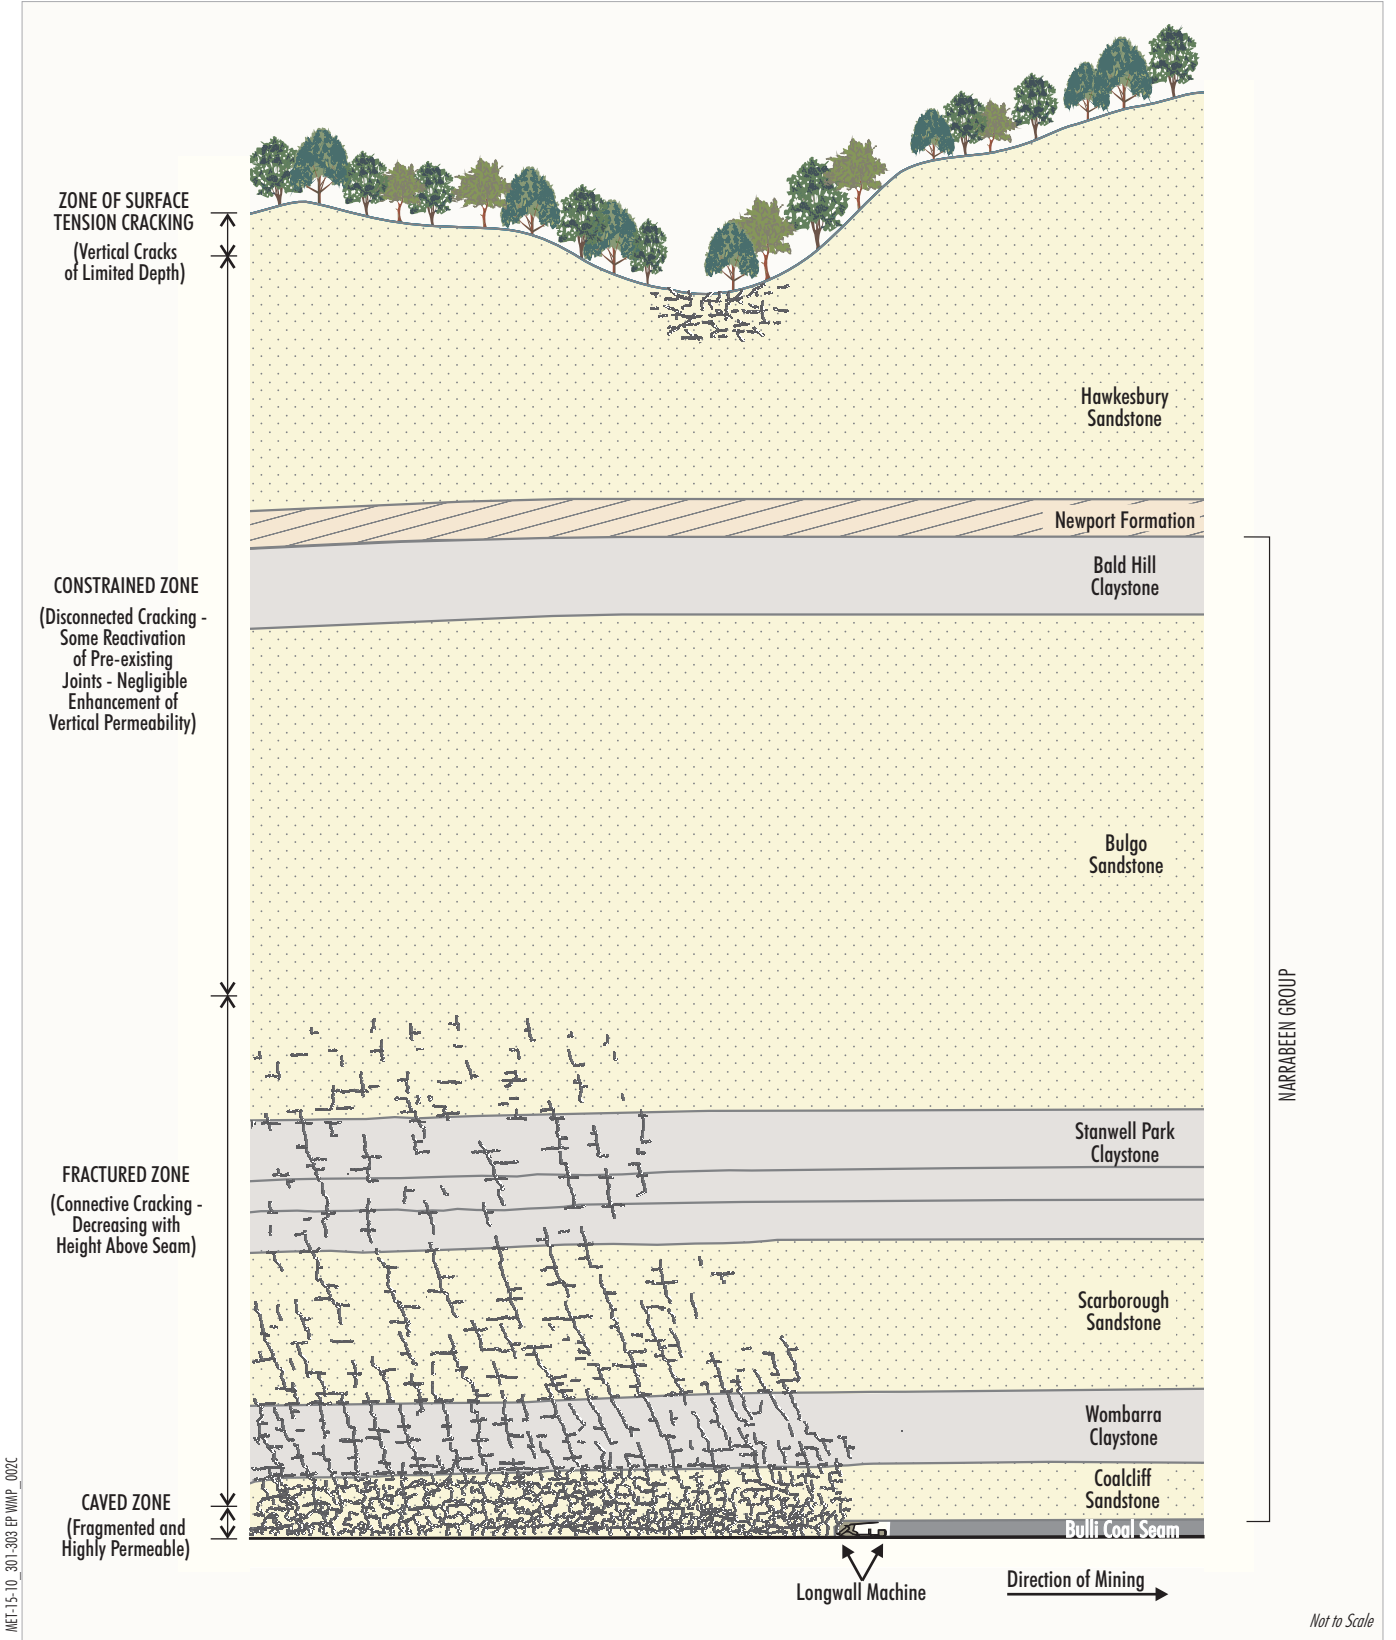 ZONE OF SURFACE
TENSION CRACKING
(Vertical Cracks
of Limited Depth)
Hawkesbury
Sandstone
Newport Formation
Bald Hill
Claystone
CONSTRAINED ZONE
(Disconnected Cracking -
Some Reactivation
of Pre-existing
Joints - Negligible
Enhancement of
Vertical Permeability)
Bulgo
Sandstone
NARRABEEN GROUP
Stanwell Park
Claystone
FRACTURED ZONE
(Connective Cracking -
Decreasing with
Height Above Seam)
Scarborough
Sandstone
Wombarra
Claystone
Coalcliff
Sandstone
CAVED ZONE
(Fragmented and
Highly Permeable)
Bulli Coal Seam
Longwall Machine
Direction of Mining
Not to Scale
MET-15-10_301-303 EP WMP_002C